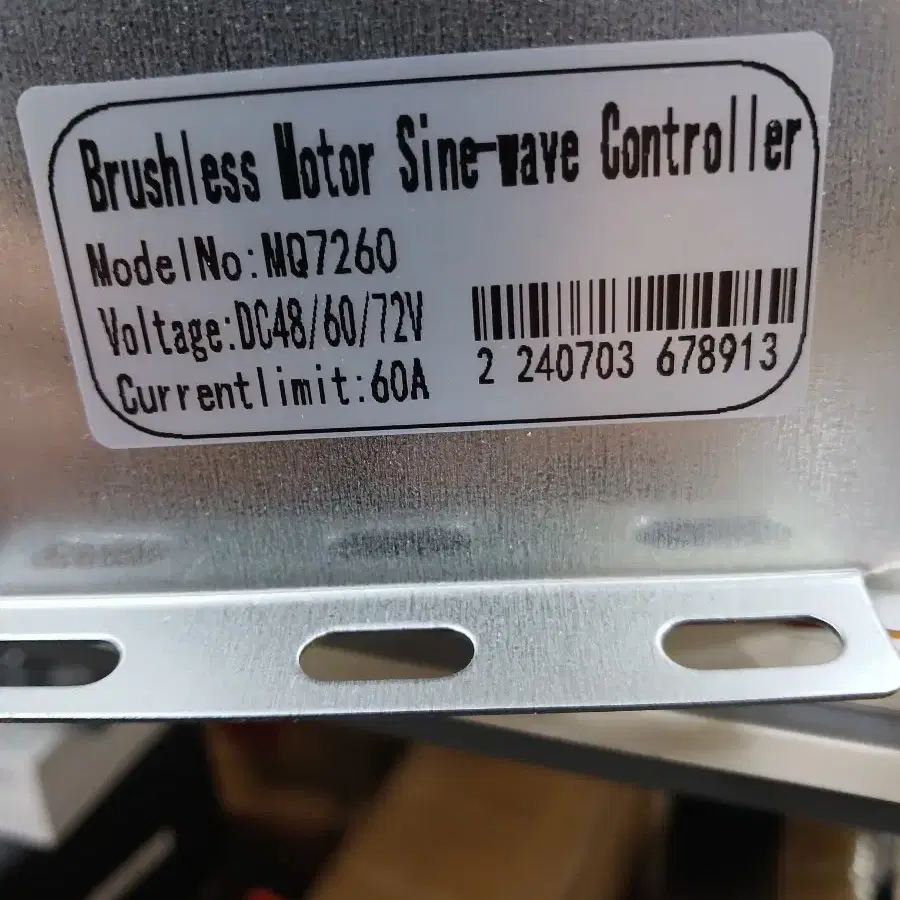 Brushless Motor Sine-wave Controller
ModelNo:MQ7260
Voltage:DC48/60/72V
Currentlimit:60A
2 240703 678913